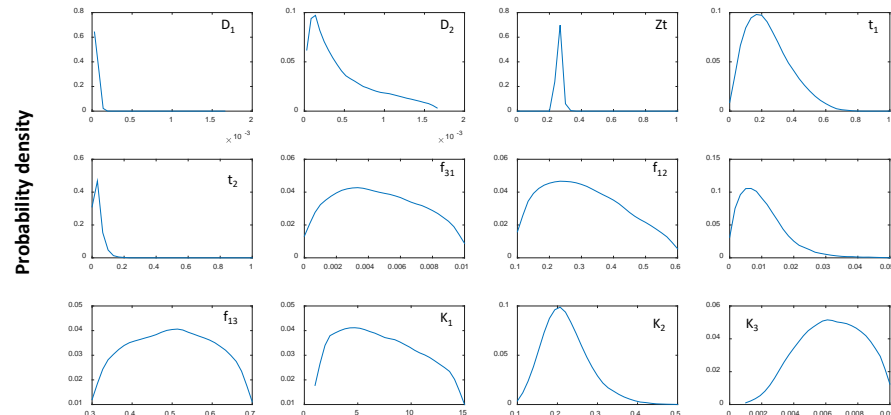 Probability density
0.8 0.6 0.4 0.2 0 D1 0 0.5 1 1.5 2 × 10 -3
0.1 0.05 0 D2 0 0.5 1 1.5 2 × 10 -3
0.8 0.6 0.4 0.2 0 Zt 0 0.2 0.4 0.6 0.8 1
0.1 0.05 0 t1 0 0.2 0.4 0.6 0.8 1
0.6 0.4 0.2 0 t2 0 0.2 0.4 0.6 0.8 1
0.06 0.04 0.02 0 f31 0 0.002 0.004 0.006 0.008 0.01
0.06 0.04 0.02 0 f12 0.1 0.2 0.3 0.4 0.5 0.6
0.15 0.1 0.05 0 0 0.01 0.02 0.03 0.04 0.05
0.05 0.04 0.03 0.02 0.01 f13 0.3 0.4 0.5 0.6 0.7
0.05 0.04 0.03 0.02 0.01 K1 0 5 10 15
0.1 0.05 0 K2 0.1 0.2 0.3 0.4 0.5
0.06 0.04 0.02 0 K3 0 0.002 0.004 0.006 0.008